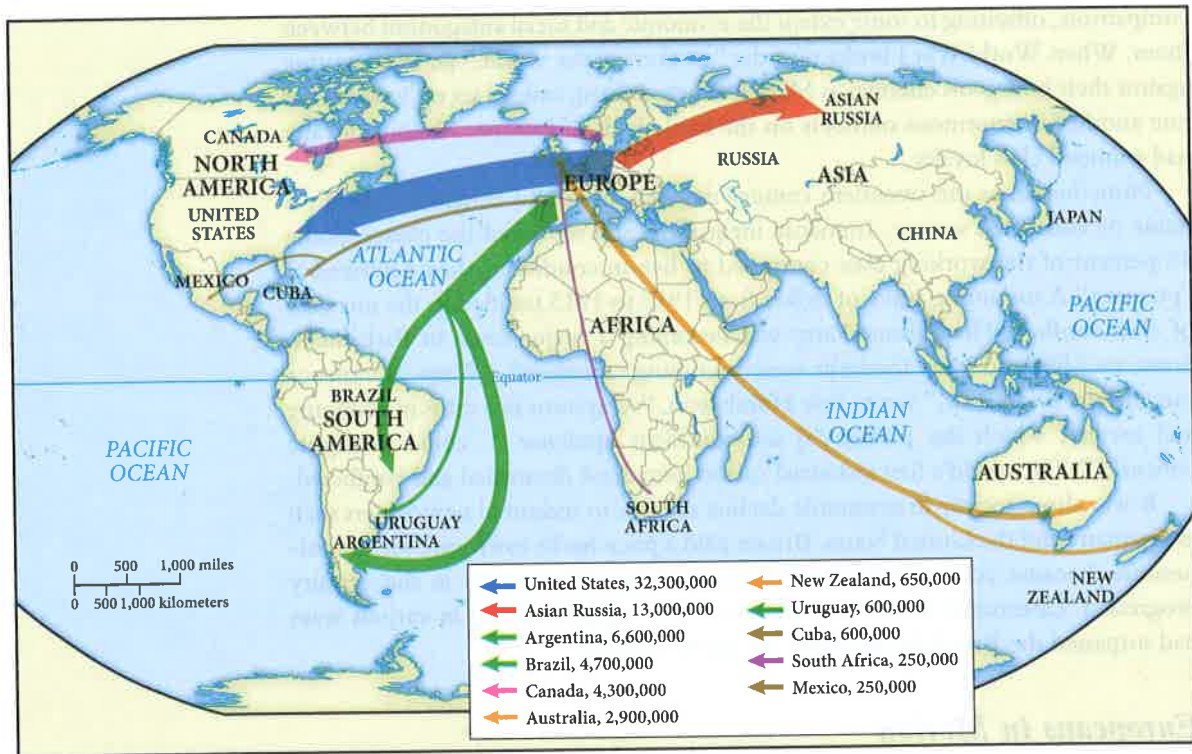 CANADA
NORTH
AMERICA
UNITED
STATES
MEXICO
CUBA
ATLANTIC
OCEAN
EUROPE
RUSSIA
ASIAN
RUSSIA
ASIA
CHINA
JAPAN
PACIFIC
OCEAN
AFRICA
Equator
BRAZIL
SOUTH
AMERICA
PACIFIC
OCEAN
INDIAN
OCEAN
AUSTRALIA
SOUTH
AFRICA
URUGUAY
ARGENTINA
NEW
ZEALAND
0 500 1,000 miles
0 500 1,000 kilometers
United States, 32,300,000
Asian Russia, 13,000,000
Argentina, 6,600,000
Brazil, 4,700,000
Canada, 4,300,000
Australia, 2,900,000
New Zealand, 650,000
Uruguay, 600,000
Cuba, 600,000
South Africa, 250,000
Mexico, 250,000